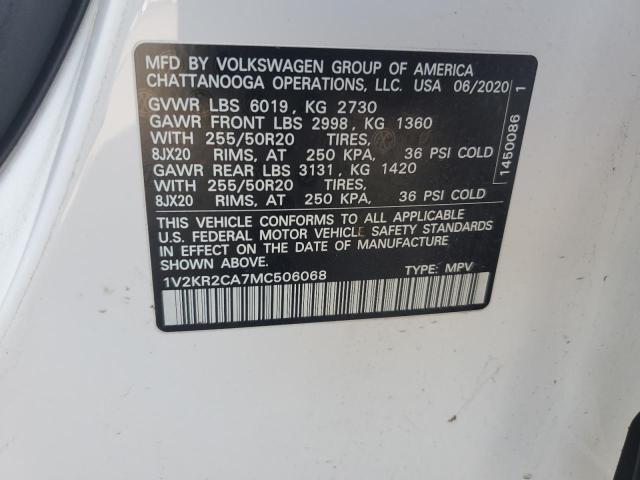 MFD BY VOLKSWAGEN GROUP OF AMERICA
CHATTANOOGA OPERATIONS, LLC. USA 06/2020
GVWR LBS 6019, KG 2730
GAWR FRONT LBS 2998, KG 1360
WITH 255/50R20 TIRES,
8JX20 RIMS, AT 250 KPA, 36 PSI COLD
GAWR REAR LBS 3131, KG 1420
WITH 255/50R20 TIRES,
8JX20 RIMS, AT 250 KPA, 36 PSI COLD
THIS VEHICLE CONFORMS TO ALL APPLICABLE
U.S. FEDERAL MOTOR VEHICLE SAFETY STANDARDS
IN EFFECT ON THE DATE OF MANUFACTURE
SHOWN ABOVE.
1V2KR2CA7MC506068 TYPE: MPV
1450086 1